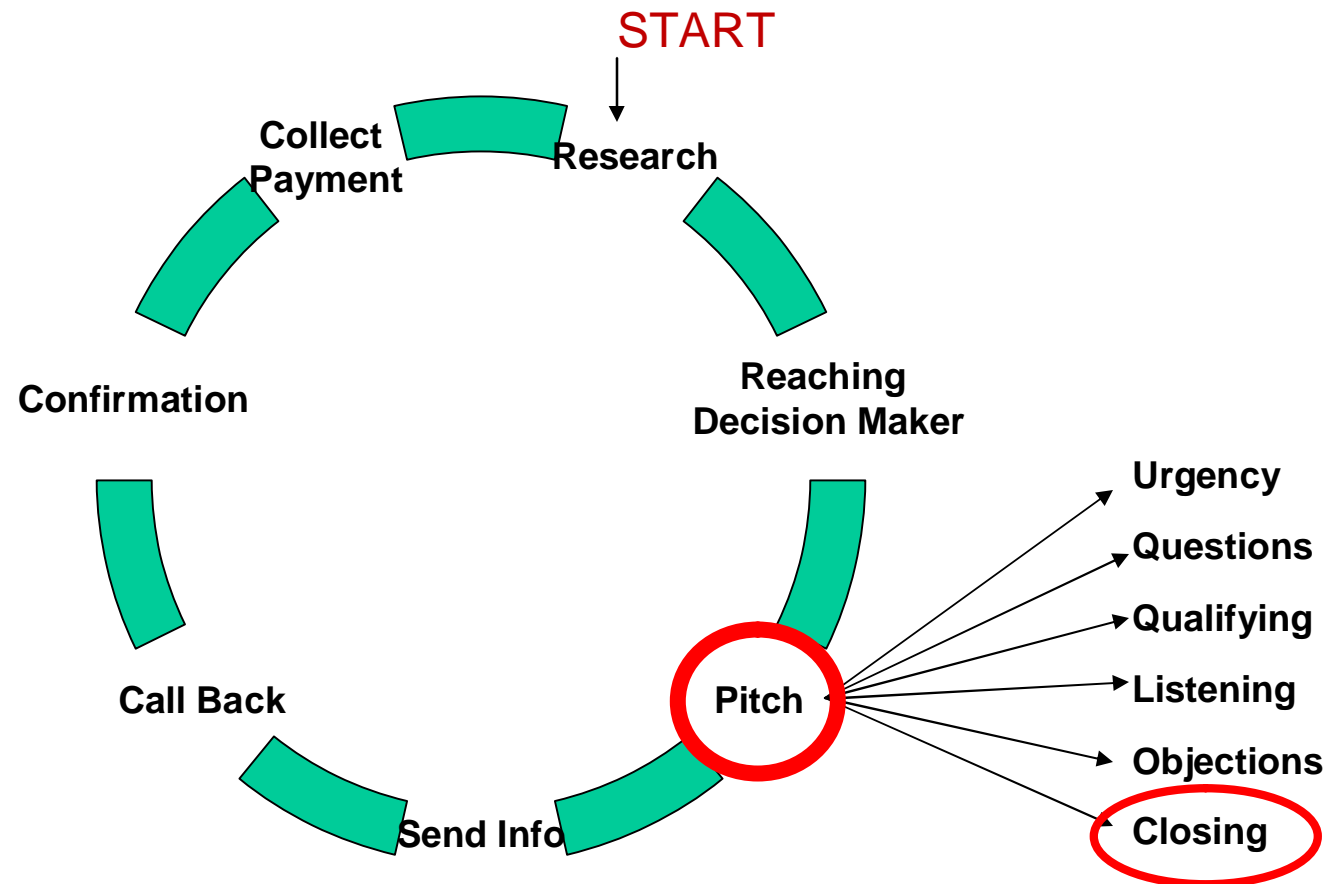 START
Research
Reaching
Decision Maker
Pitch
Urgency
Questions
Qualifying
Listening
Objections
Closing
Send Info
Call Back
Confirmation
Collect
Payment